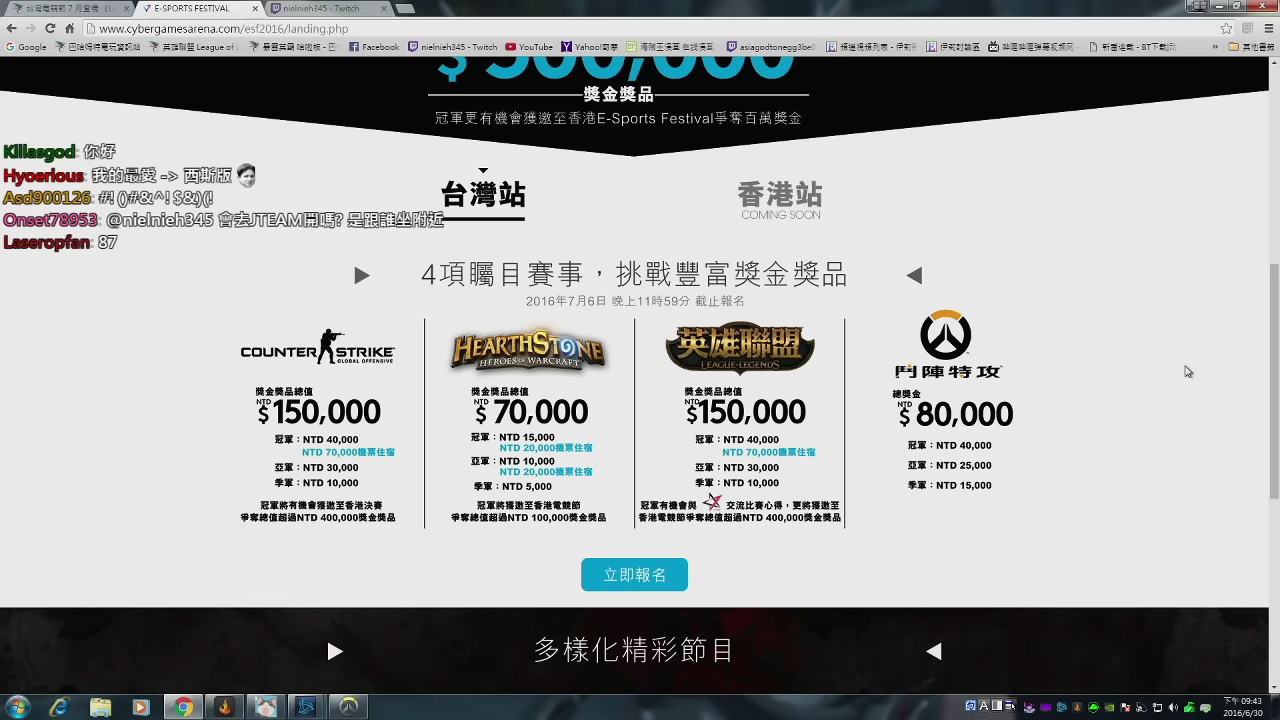 E-SPORTS FESTIVAL
nielnieh345 - Twitch
www.cybergamesarena.com/esf2016/landing.php
Google
英雄聯盟 League of L
Facebook
nielnieh345 - Twitch
YouTube
Yahoo!奇摩
asiagodtonegg3be0
$ 500,000
獎金獎品
冠軍更有機會獲邀至香港E-Sports Festival爭奪百萬獎金
Killasgod: 你好
Hyoerious: 我的最愛 -> 西斯版
Asd900126: #! ()#&^! $&)(!
Onset78953: @nielnieh345 會去JTEAM開嗎? 是跟誰坐附近
Laseropfan: 87
台灣站
香港站
COMING SOON
4項矚目賽事，挑戰豐富獎金獎品
2016年7月6日 晚上11時59分 截止報名
COUNTER STRIKE
GLOBAL OFFENSIVE
獎金獎品總值
NTD $150,000
冠軍：NTD 40,000
NTD 70,000機票住宿
亞軍：NTD 30,000
季軍：NTD 10,000
冠軍將有機會獲邀至香港決賽
爭奪總值超過NTD 400,000獎金獎品
HEARTHSTONE
HEROES OF WARCRAFT
獎金獎品總值
NTD $ 70,000
冠軍：NTD 15,000
NTD 20,000機票住宿
亞軍：NTD 10,000
NTD 20,000機票住宿
季軍：NTD 5,000
冠軍將獲邀至香港電競節
爭奪總值超過NTD 100,000獎金獎品
英雄聯盟
LEAGUE of LEGENDS
獎金獎品總值
NTD $150,000
冠軍：NTD 40,000
NTD 70,000機票住宿
亞軍：NTD 30,000
季軍：NTD 10,000
冠軍有機會與 交流比賽心得，更將獲邀至
香港電競節爭奪總值超過NTD 400,000獎金獎品
鬥陣特攻
總獎金
NTD $ 80,000
冠軍：NTD 40,000
亞軍：NTD 25,000
季軍：NTD 15,000
立即報名
多樣化精彩節目
下午 09:43
2016/6/30